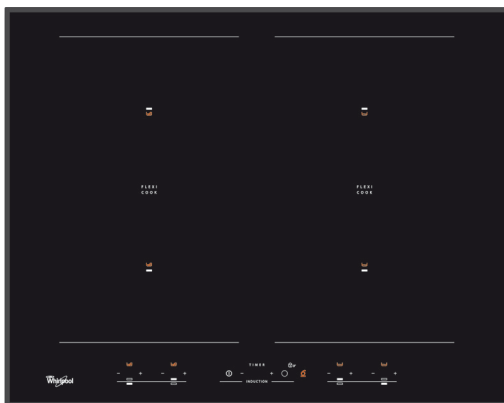 FLEXI
COOK
FLEXI
COOK
TIMER
- + - + - + - + - +
INDUCTION
Whirlpool